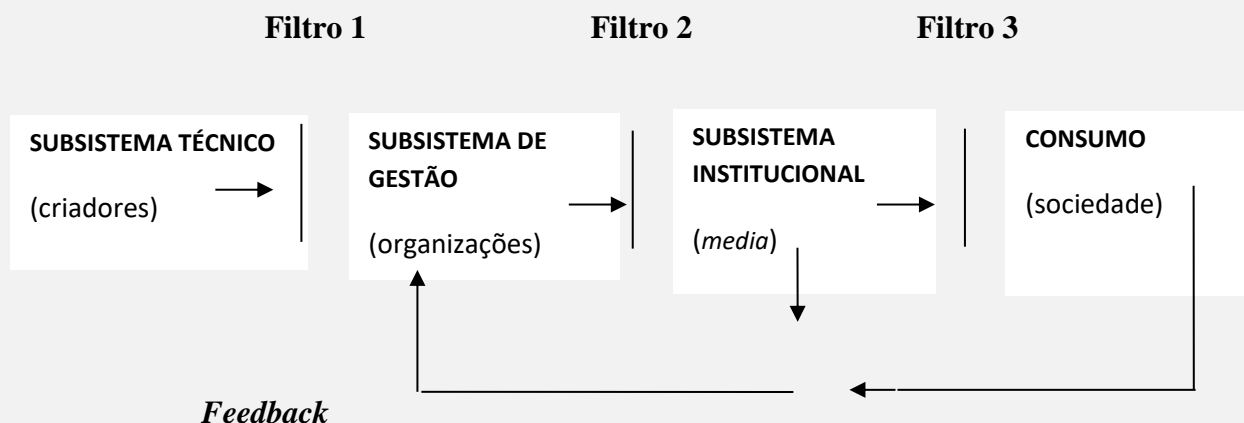 Filtro 1 Filtro 2 Filtro 3
SUBSISTEMA TÉCNICO
(criadores)
SUBSISTEMA DE
GESTÃO
(organizações)
SUBSISTEMA
INSTITUCIONAL
(media)
CONSUMO
(sociedade)
Feedback